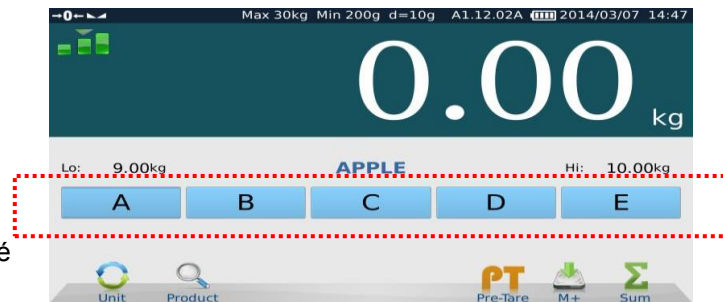 →0← Max 30kg Min 200g d=10g A1.12.02A 2014/03/07 14:47
0.00 kg
Lo: 9.00kg APPLE Hi: 10.00kg
A B C D E
é
Unit Product Pre-Tare M+ Sum
PT Σ